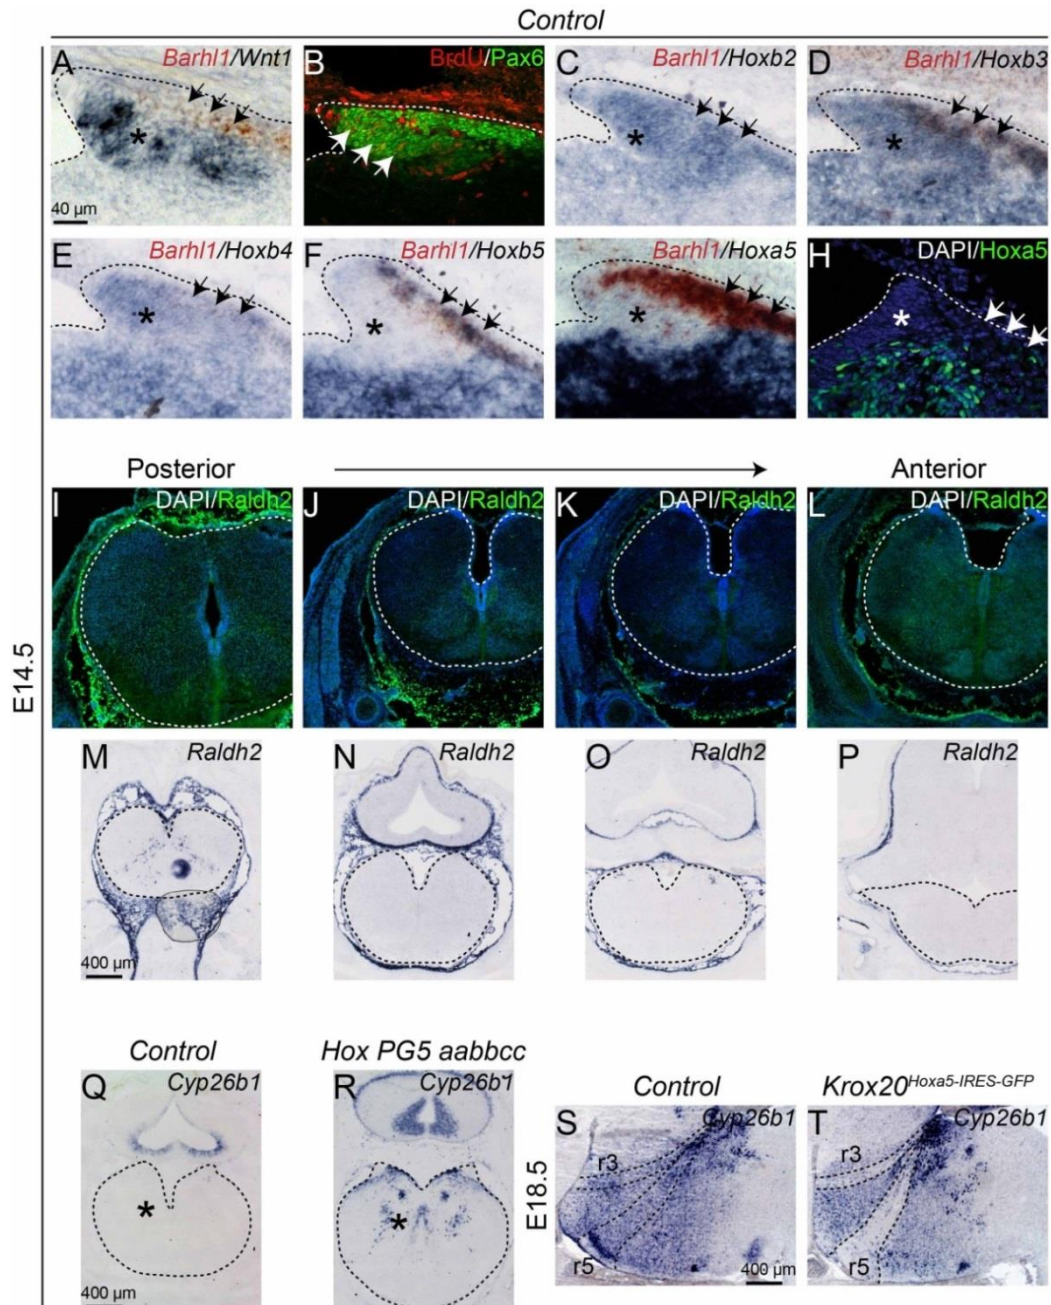 Control
A Barhl1/Wnt1
B BrdU/Pax6
C Barhl1/Hoxb2
D Barhl1/Hoxb3
40 µm
E Barhl1/Hoxb4
F Barhl1/Hoxb5
Barhl1/Hoxa5
H DAPI/Hoxa5
Posterior
Anterior
I DAPI/Raldh2
J DAPI/Raldh2
K DAPI/Raldh2
L DAPI/Raldh2
E14.5
M Raldh2
N Raldh2
O Raldh2
P Raldh2
400 µm
Control
Hox PG5 aabbcc
Q Cyp26b1
R Cyp26b1
Control
Krox20Hoxa5-IRES-GFP
S Cyp26b1
T Cyp26b1
r3
r3
E18.5
r5
400 µm
r5
400 µm